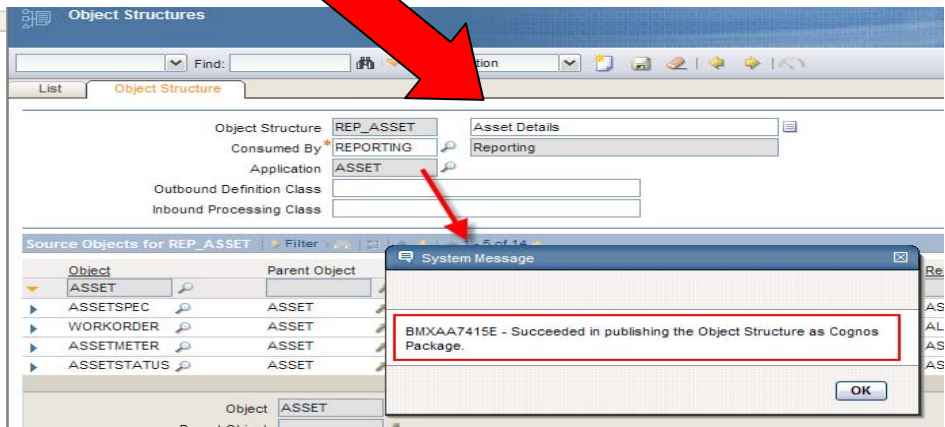 Object Structures
Find:
List Object Structure
Object Structure REP_ASSET Asset Details
Consumed By * REPORTING Reporting
Application ASSET
Outbound Definition Class
Inbound Processing Class
Source Objects for REP_ASSET Filter - 5 of 14
Object Parent Object
ASSET
ASSETSPEC ASSET
WORKORDER ASSET
ASSETMETER ASSET
ASSETSTATUS ASSET
System Message
BMXAA7415E - Succeeded in publishing the Object Structure as Cognos
Package.
OK
Object ASSET